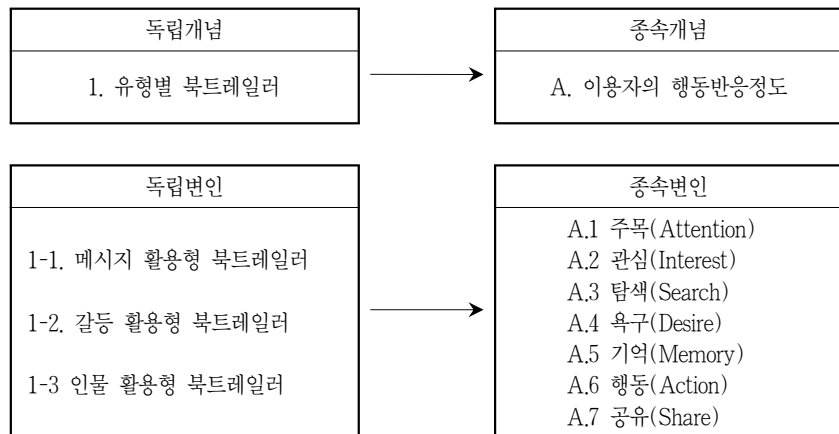 독립개념
1. 유형별 북트레일러
종속개념
A. 이용자의 행동반응정도
독립변인
1-1. 메시지 활용형 북트레일러
1-2. 갈등 활용형 북트레일러
1-3 인물 활용형 북트레일러
종속변인
A.1 주목(Attention)
A.2 관심(Interest)
A.3 탐색(Search)
A.4 욕구(Desire)
A.5 기억(Memory)
A.6 행동(Action)
A.7 공유(Share)